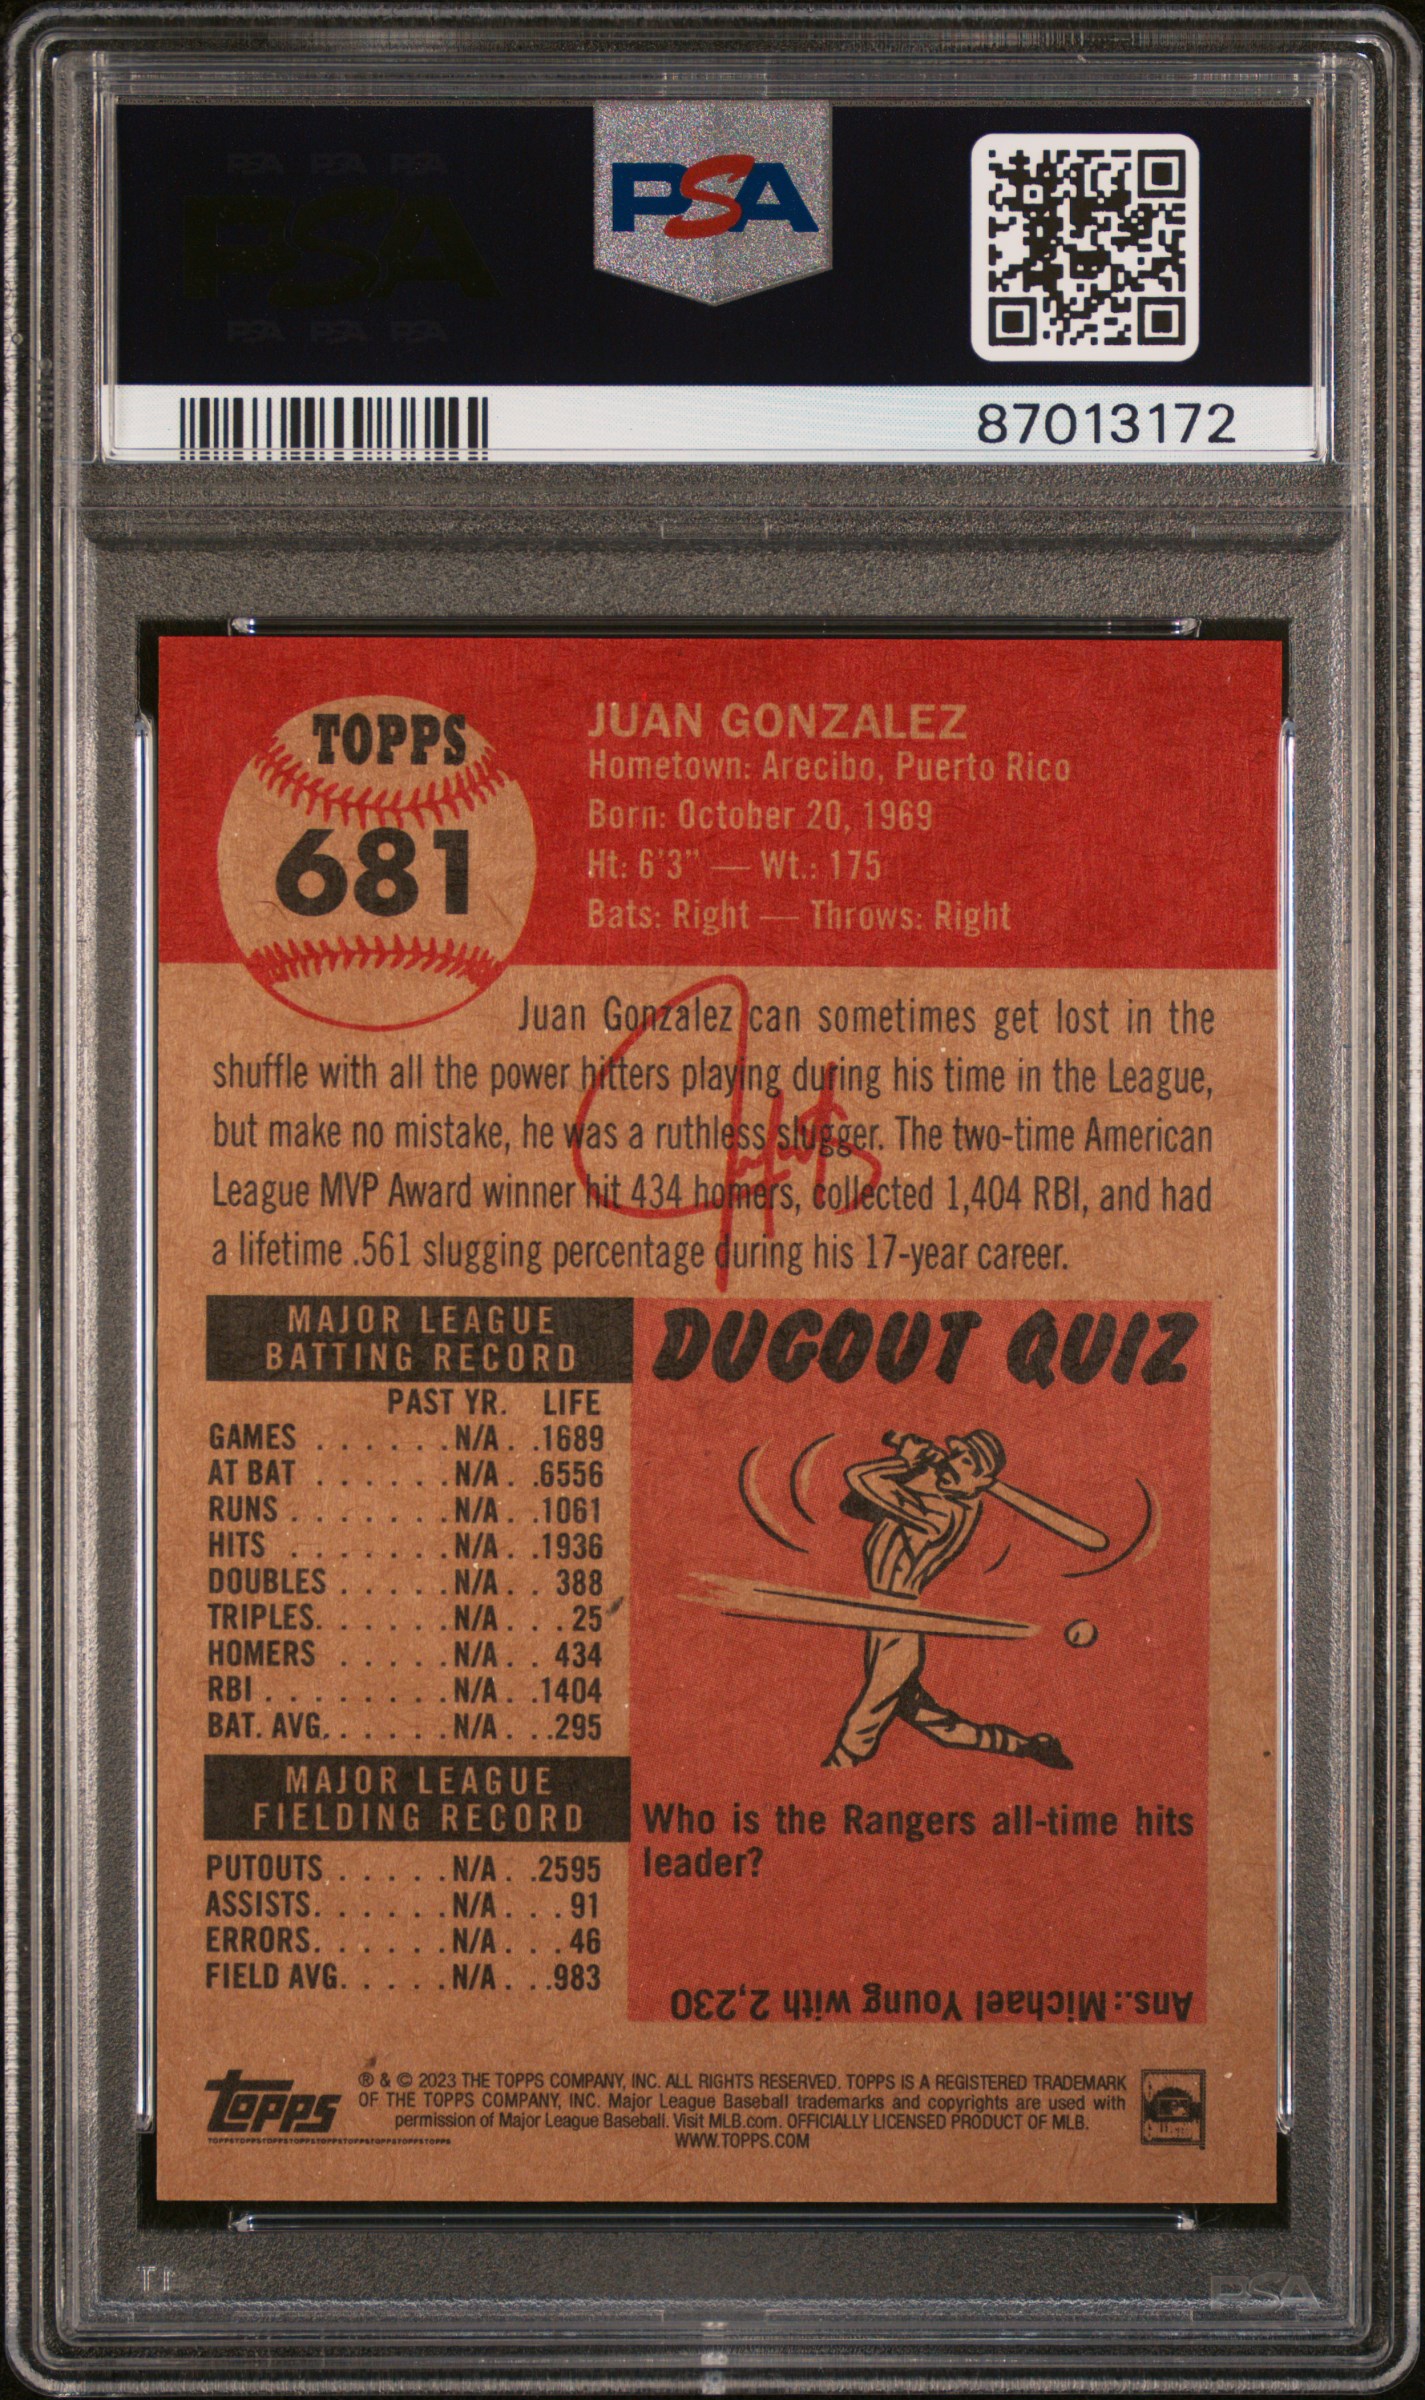 PSA PSA PSA
PSA
PSA PSA PSA
PSA
87013172
TOPPS
681
JUAN GONZALEZ
Hometown: Arecibo, Puerto Rico
Born: October 20, 1969
Ht: 6'3" — Wt.: 175
Bats: Right — Throws: Right
Juan Gonzalez can sometimes get lost in the
shuffle with all the power hitters playing during his time in the League,
but make no mistake, he was a ruthless slugger. The two-time American
League MVP Award winner hit 434 homers, collected 1,404 RBI, and had
a lifetime .561 slugging percentage during his 17-year career.
MAJOR LEAGUE
BATTING RECORD
PAST YR. LIFE
GAMES . . . . . . N/A . .1689
AT BAT . . . . . . N/A . .6556
RUNS . . . . . . . N/A . .1061
HITS . . . . . . . N/A . .1936
DOUBLES . . . . . N/A . . 388
TRIPLES. . . . . . N/A . . . 25
HOMERS . . . . . N/A . . 434
RBI . . . . . . . . N/A . .1404
BAT. AVG. . . . . . N/A . . .295
MAJOR LEAGUE
FIELDING RECORD
PUTOUTS . . . . . N/A . .2595
ASSISTS. . . . . . N/A . . . 91
ERRORS. . . . . . N/A . . . 46
FIELD AVG. . . . . N/A . . .983
DUGOUT QUIZ
Who is the Rangers all-time hits
leader?
Ans.: Michael Young with 2,230
topps
TOPPSTOPPSTOPPSTOPPSTOPPSTOPPSTOPPSTOPPSTOPPS
® & © 2023 THE TOPPS COMPANY, INC. ALL RIGHTS RESERVED. TOPPS IS A REGISTERED TRADEMARK
OF THE TOPPS COMPANY, INC. Major League Baseball trademarks and copyrights are used with
permission of Major League Baseball. Visit MLB.com. OFFICIALLY LICENSED PRODUCT OF MLB.
WWW.TOPPS.COM
PSA